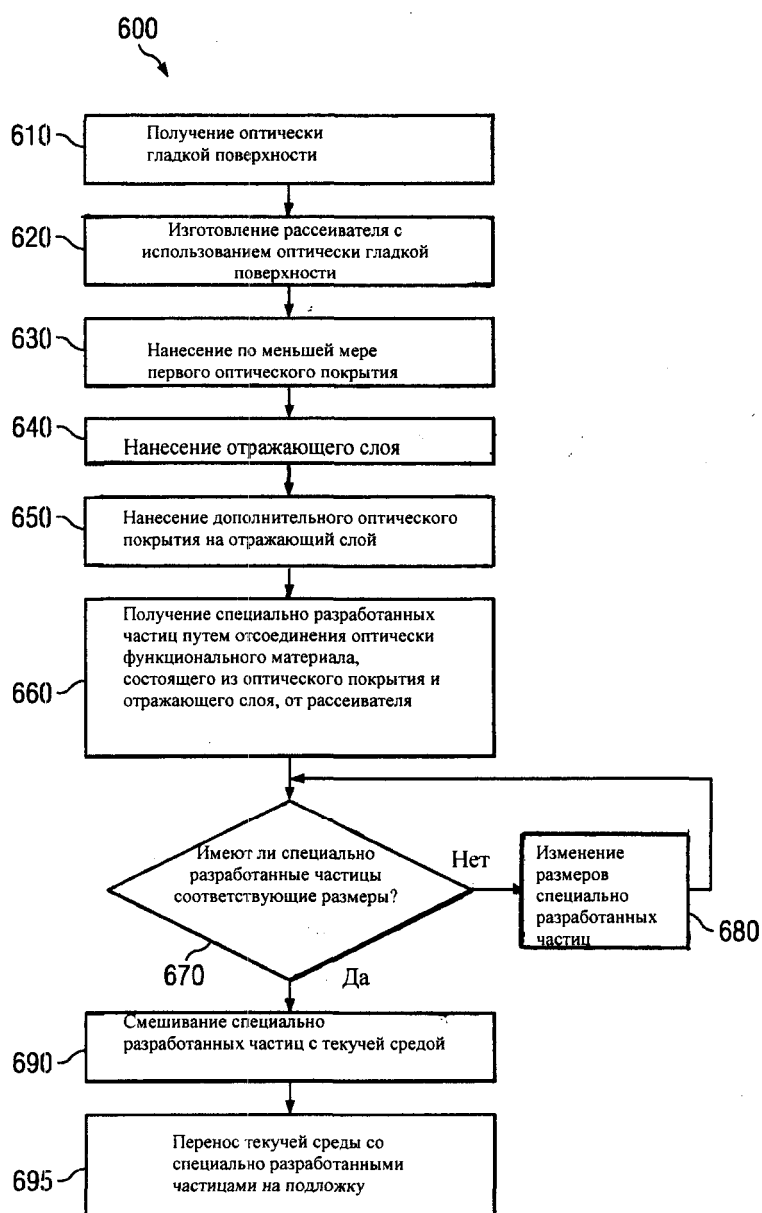 600
610
Получение оптически
гладкой поверхности
620
Изготовление рассеивателя с
использованием оптически гладкой
поверхности
630
Нанесение по меньшей мере
первого оптического покрытия
640
Нанесение отражающего слоя
650
Нанесение дополнительного оптического
покрытия на отражающий слой
660
Получение специально разработанных
частиц путем отсоединения оптически
функционального материала,
состоящего из оптического покрытия и
отражающего слоя, от рассеивателя
Имеют ли специально
разработанные частицы
соответствующие размеры?
670
Нет
Изменение
размеров
специально
разработанных
частиц
680
Да
690
Смешивание специально
разработанных частиц с текучей средой
695
Перенос текучей среды со
специально разработанными
частицами на подложку